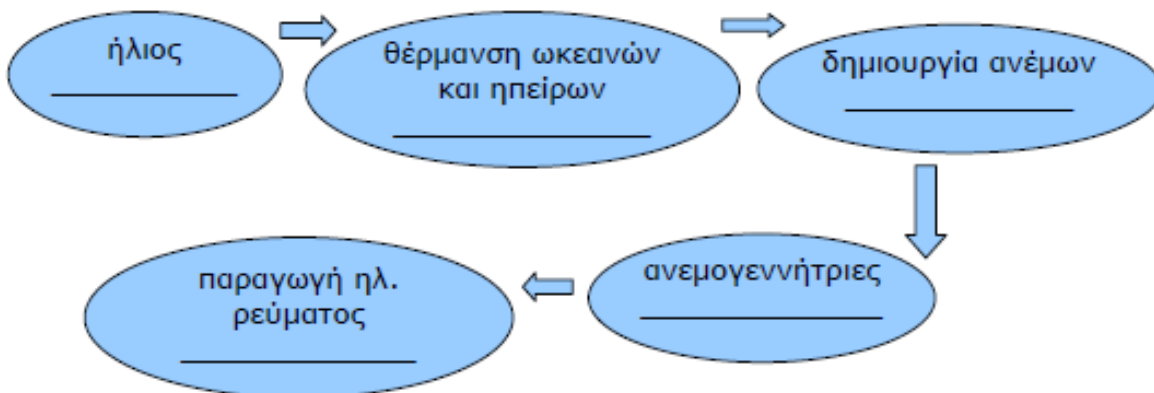 ήλιος
θέρμανση ωκεανών
και ηπείρων
δημιουργία ανέμων
ανεμογεννήτριες
παραγωγή ηλ.
ρεύματος